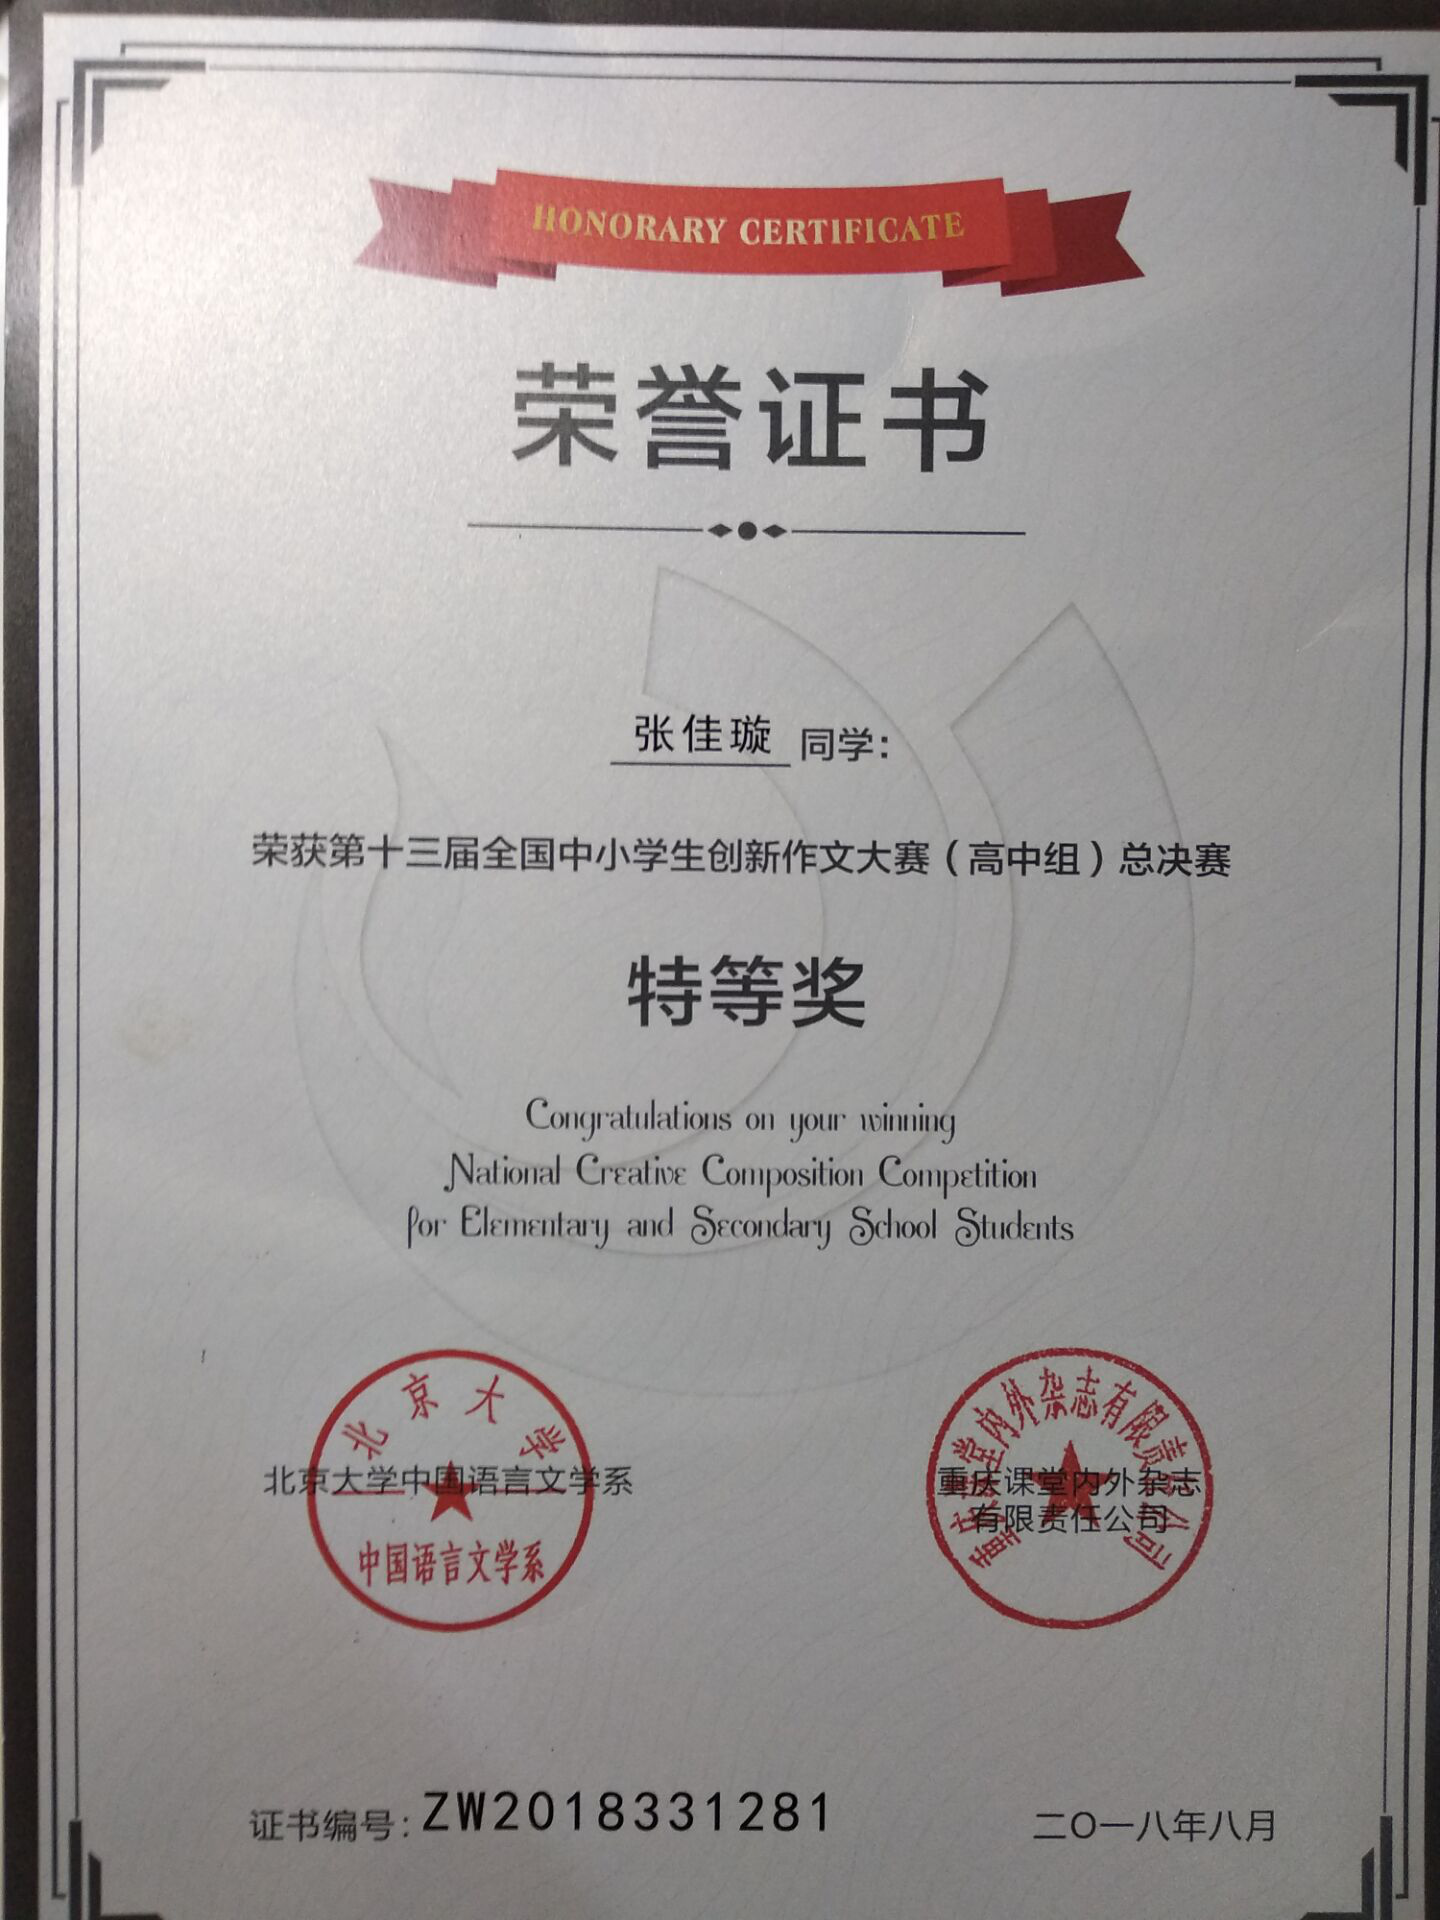 HONORARY CERTIFICATE
荣誉证书
张佳璇 同学：
荣获第十三届全国中小学生创新作文大赛（高中组）总决赛
特等奖
Congratulations on your winning
National Creative Composition Competition
for Elementary and Secondary School Students
北京大学
北京大学中国语言文学系
中国语言文学系
重庆课堂内外杂志有限责任公司
重庆课堂内外杂志
有限责任公司
证书编号：ZW2018331281
二〇一八年八月